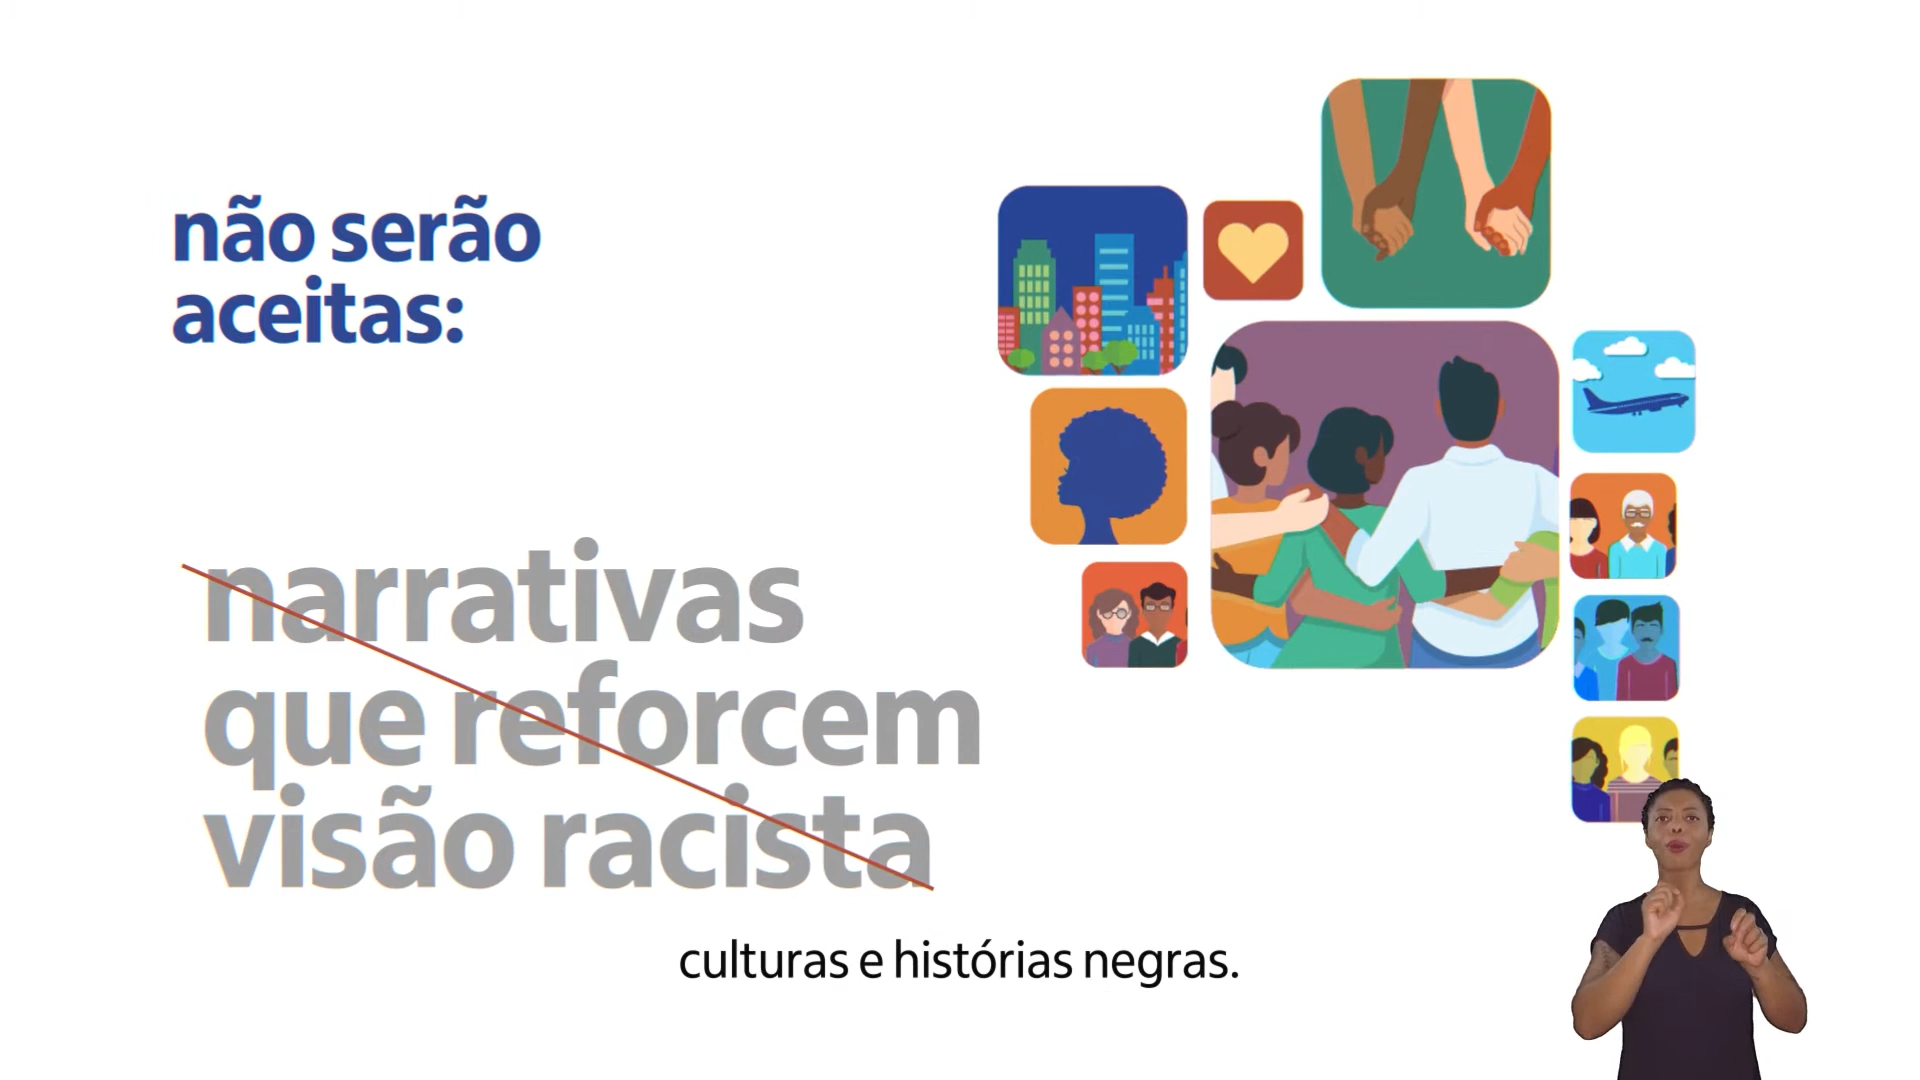 não serão
aceitas:
narrativas
que reforcem
visão racista
culturas e histórias negras.